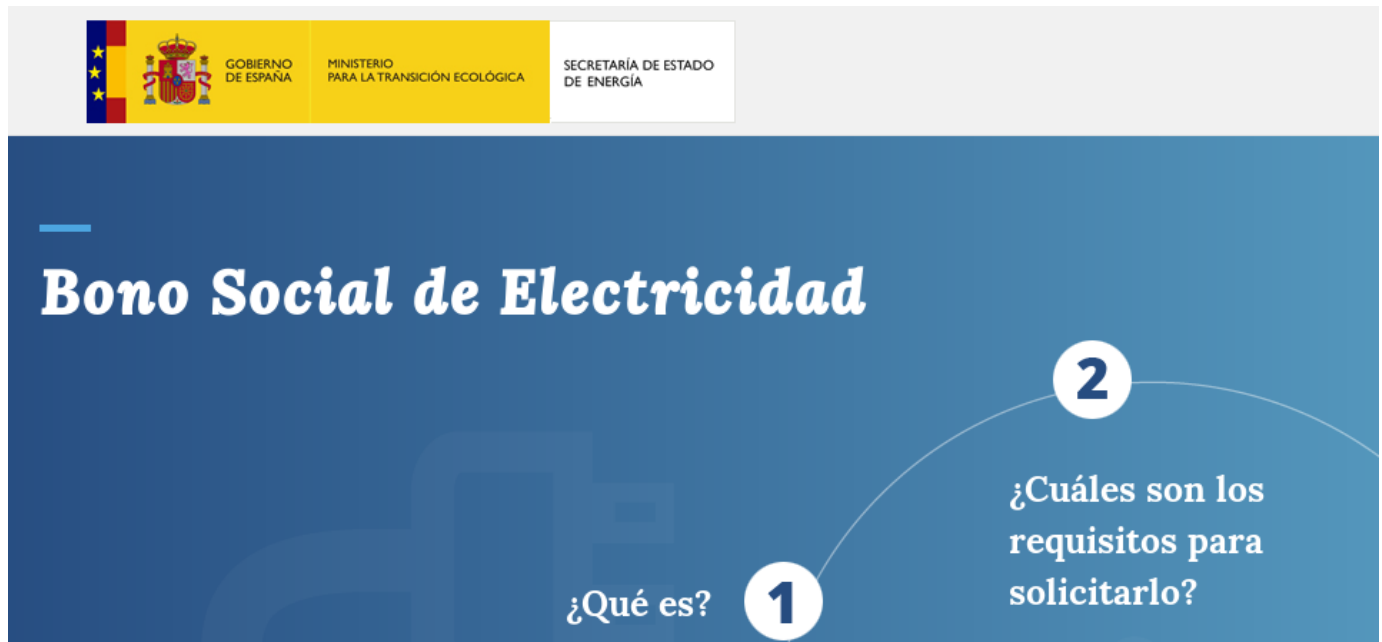 GOBIERNO
DE ESPAÑA
MINISTERIO
PARA LA TRANSICIÓN ECOLÓGICA
SECRETARÍA DE ESTADO
DE ENERGÍA
Bono Social de Electricidad
2
¿Cuáles son los
requisitos para
solicitarlo?
¿Qué es?
1